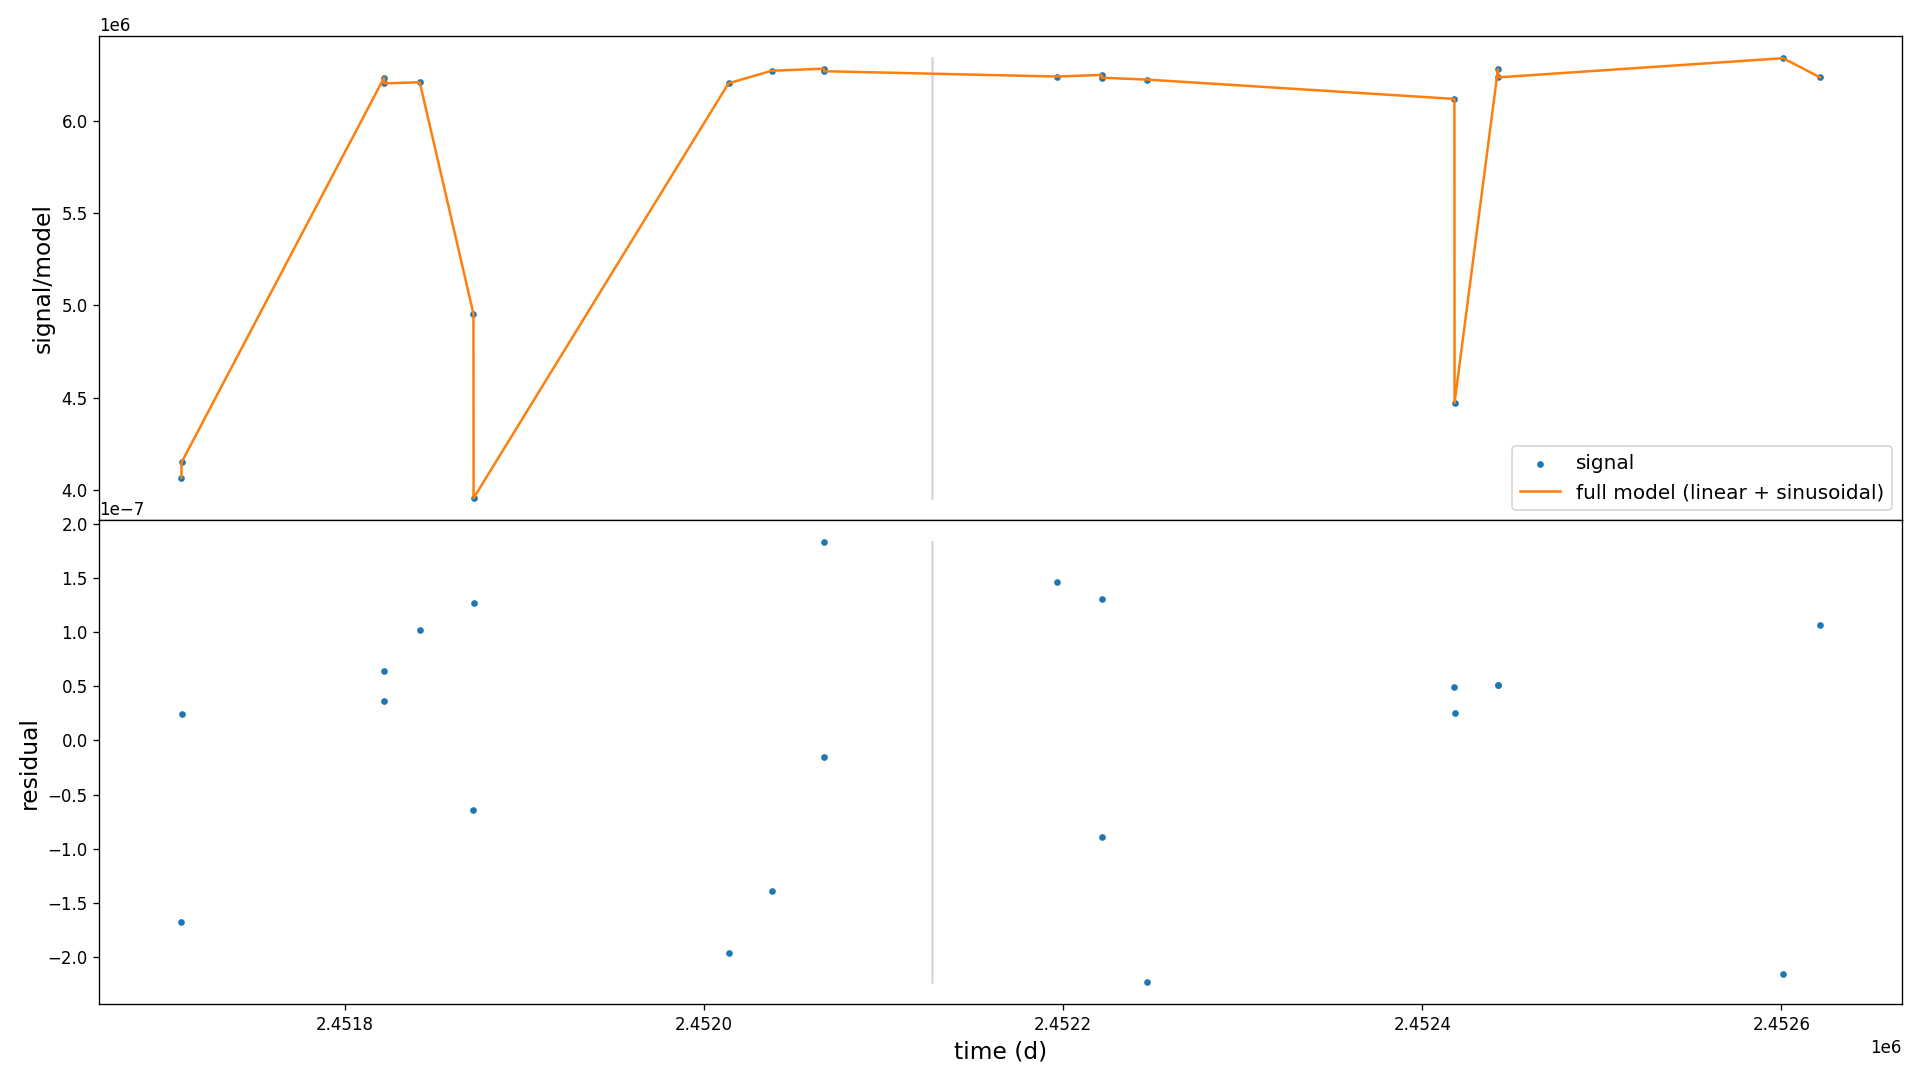 1e6
6.0
5.5
5.0
4.5
4.0
signal/model
signal
full model (linear + sinusoidal)
1e−7
2.0
1.5
1.0
0.5
0.0
−0.5
−1.0
−1.5
−2.0
residual
2.4518
2.4520
2.4522
2.4524
2.4526
1e6
time (d)